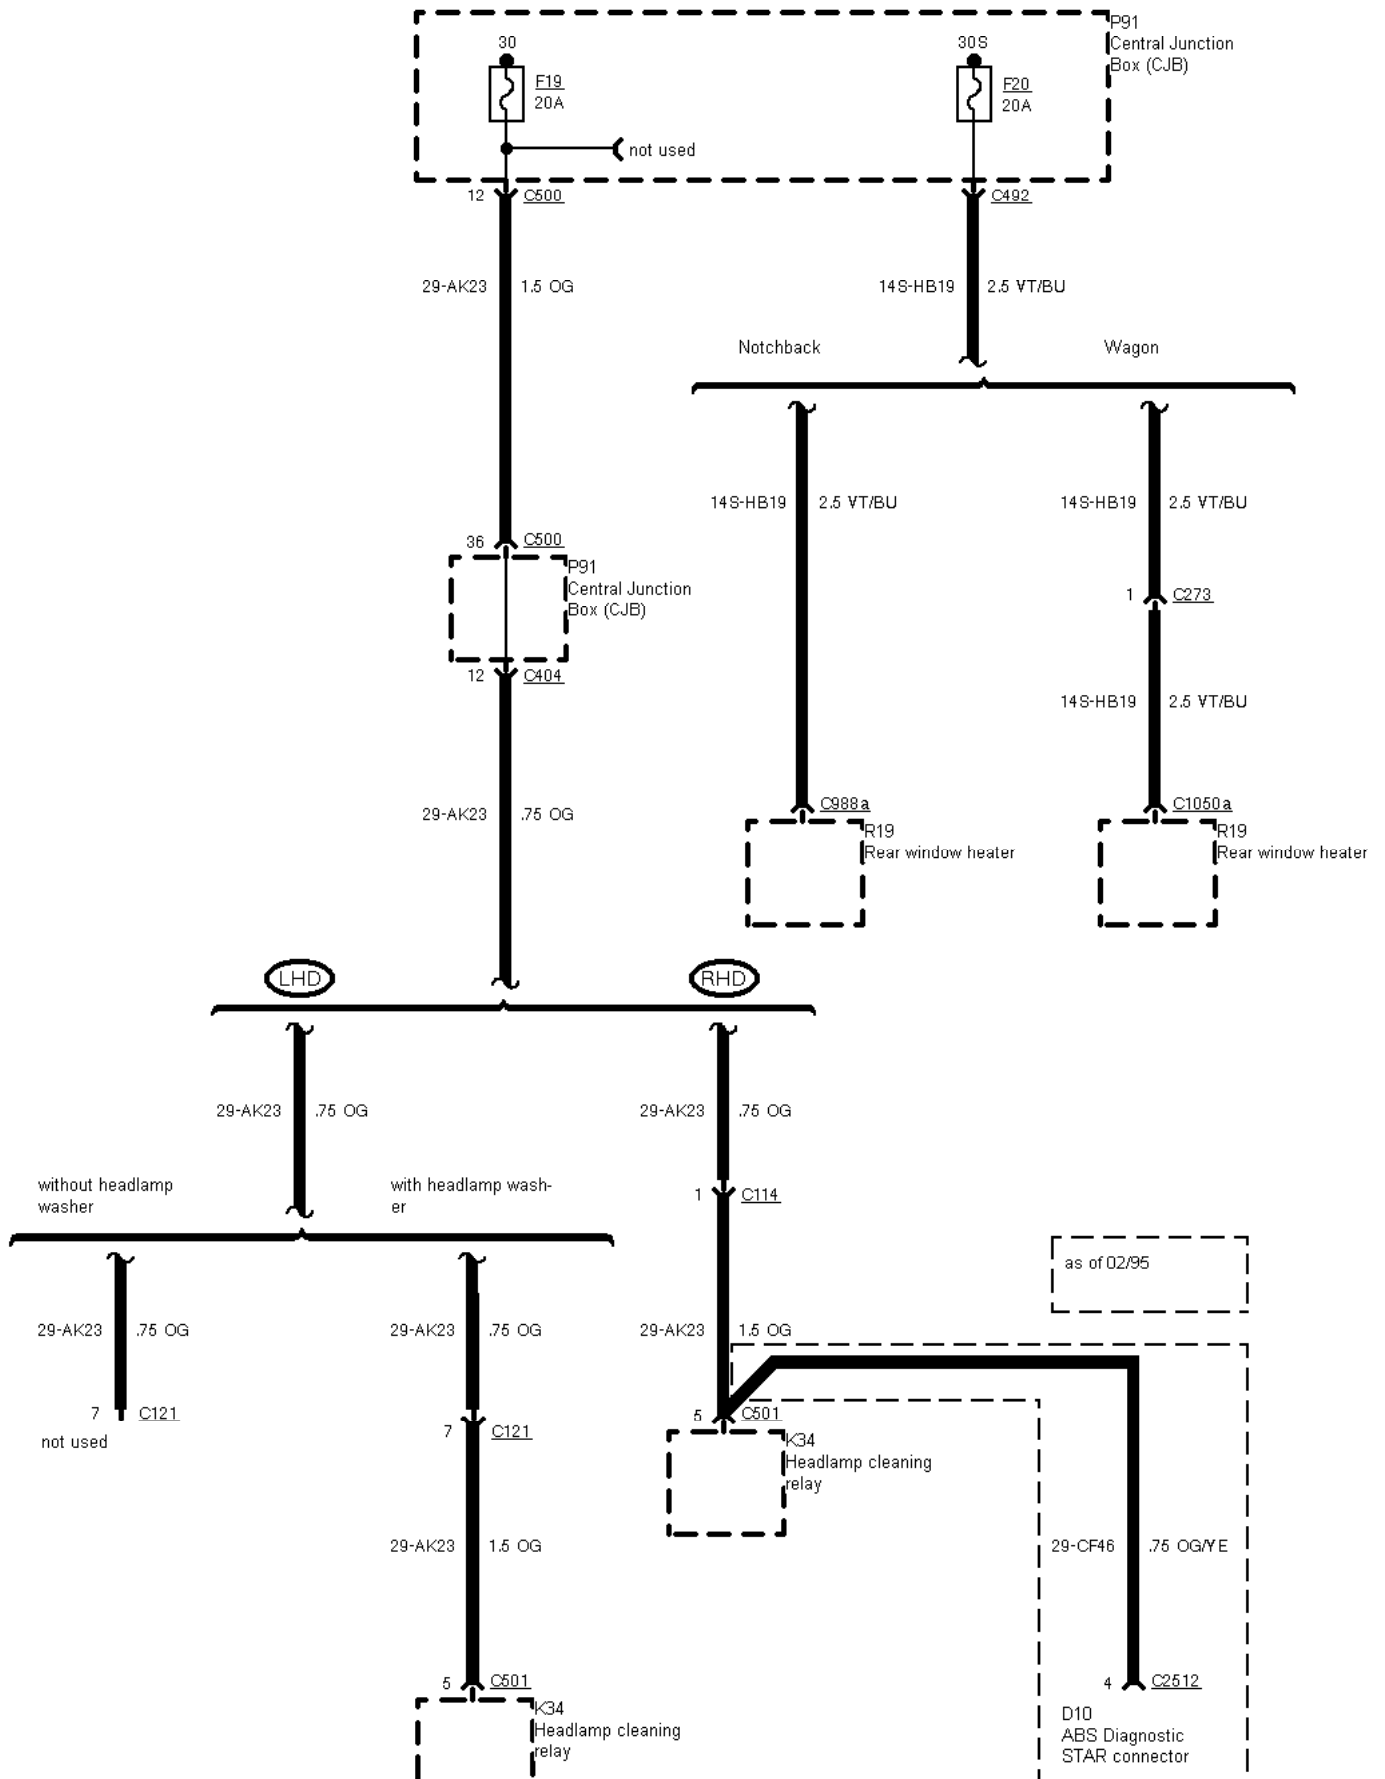 P91
Central Junction
Box (CJB)
30
F19
20A
not used
30S
F20
20A
12 C500
C492
29-AK23 1.5 OG
14S-HB19 2.5 VT/BU
Notchback
Wagon
14S-HB19 2.5 VT/BU
14S-HB19 2.5 VT/BU
36 C500
P91
Central Junction
Box (CJB)
1 C273
12 C404
14S-HB19 2.5 VT/BU
29-AK23 .75 OG
C988a
R19
Rear window heater
C1050a
R19
Rear window heater
LHD
RHD
29-AK23 .75 OG
29-AK23 .75 OG
without headlamp
washer
with headlamp wash-
er
1 C114
as of 02/95
29-AK23 .75 OG
29-AK23 .75 OG
29-AK23 1.5 OG
7 C121
not used
7 C121
5 C501
K34
Headlamp cleaning
relay
29-AK23 1.5 OG
29-CF46 .75 OG/YE
5 C501
K34
Headlamp cleaning
relay
4 C2512
D10
ABS Diagnostic
STAR connector